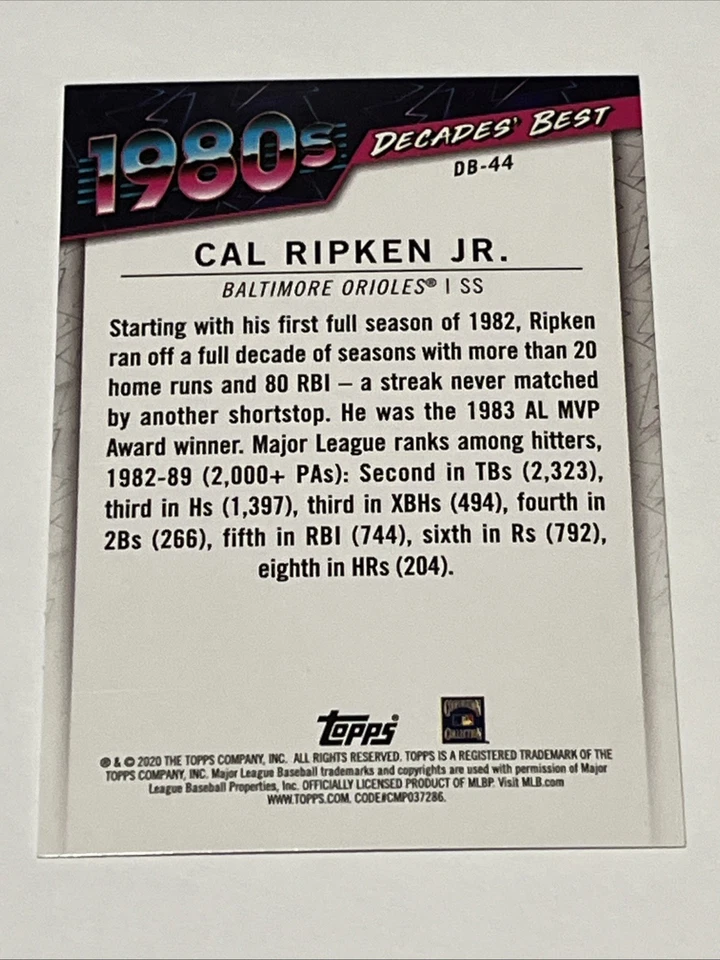 1980s
DECADES' BEST
DB-44
CAL RIPKEN JR.
BALTIMORE ORIOLES® | SS
Starting with his first full season of 1982, Ripken
ran off a full decade of seasons with more than 20
home runs and 80 RBI – a streak never matched
by another shortstop. He was the 1983 AL MVP
Award winner. Major League ranks among hitters,
1982-89 (2,000+ PAs): Second in TBs (2,323),
third in Hs (1,397), third in XBHs (494), fourth in
2Bs (266), fifth in RBI (744), sixth in Rs (792),
eighth in HRs (204).
topps®
COOPERSTOWN
COLLECTION
® & © 2020 THE TOPPS COMPANY, INC. ALL RIGHTS RESERVED. TOPPS IS A REGISTERED TRADEMARK OF THE
TOPPS COMPANY, INC. Major League Baseball trademarks and copyrights are used with permission of Major
League Baseball Properties, Inc. OFFICIALLY LICENSED PRODUCT OF MLBP. Visit MLB.com
WWW.TOPPS.COM. CODE#CMP037286.